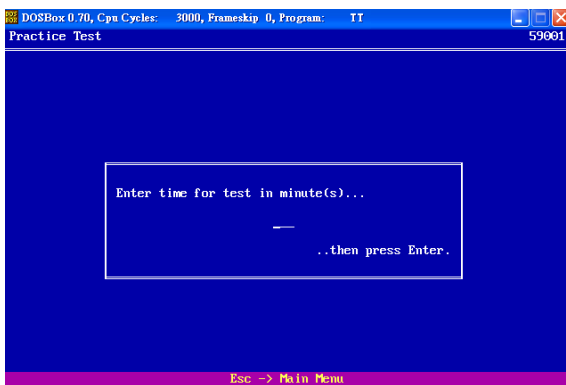 DOSBox 0.70, Cpu Cycles: 3000, Frameskip 0, Program: TT
Practice Test 59001
Enter time for test in minute(s)...
..then press Enter.
Esc -> Main Menu